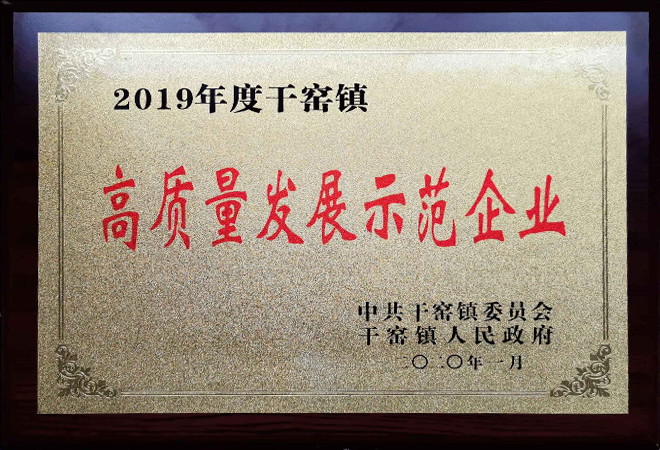 2019年度干窑镇
高质量发展示范企业
中共干窑镇委员会
干窑镇人民政府
二〇二〇年一月